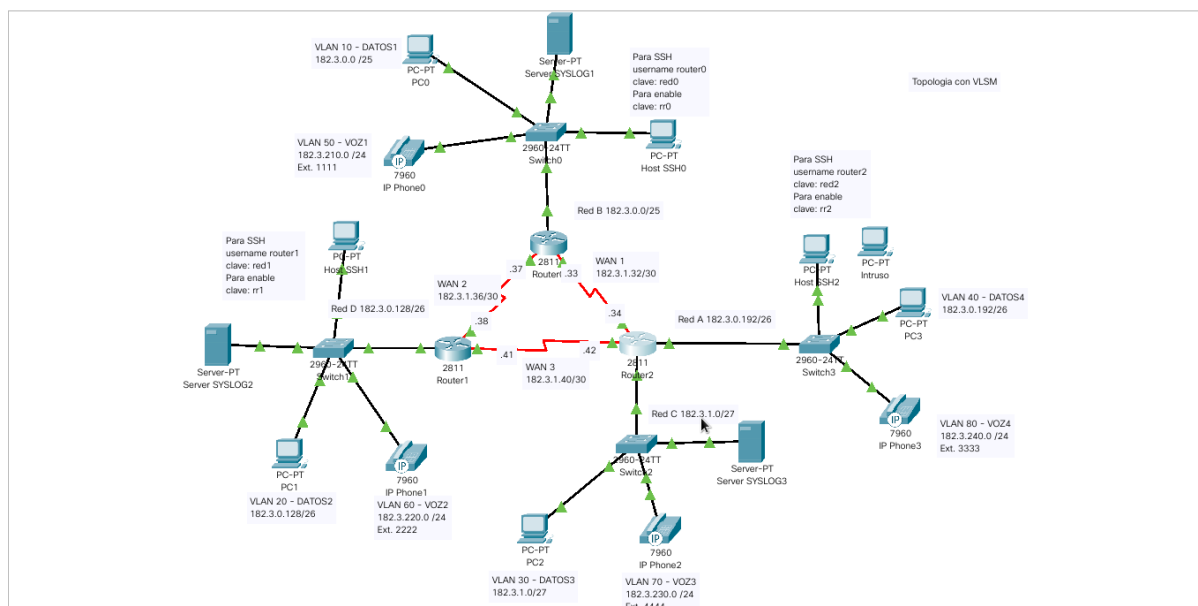 VLAN 10 - DATOS1
182.3.0.0 /25
PC-PT
PC0
Server-PT
Server SYSLOG1
Para SSH
username router0
clave: red0
Para enable
clave: rr0
Topologia con VLSM
VLAN 50 - VOZ1
182.3.210.0 /24
Ext. 1111
IP
7960
IP Phone0
2960-24TT
Switch0
PC-PT
Host SSH0
Para SSH
username router2
clave: red2
Para enable
clave: rr2
Red B 182.3.0.0/25
Para SSH
username router1
clave: red1
Para enable
clave: rr1
PC-PT
Host SSH1
2811
.37
.33
WAN 1
182.3.1.32/30
PC-PT
Host SSH2
PC-PT
Intruso
WAN 2
182.3.1.36/30
VLAN 40 - DATOS4
182.3.0.192/26
PC-PT
PC3
Red D 182.3.0.128/26
.38
.34
Red A 182.3.0.192/26
Server-PT
Server SYSLOG2
2960-24TT
Switch1
2811
Router1
.41
.42
WAN 3
182.3.1.40/30
2811
Router2
2960-24TT
Switch3
Red C 182.3.1.0/27
IP
7960
IP Phone3
VLAN 80 - VOZ4
182.3.240.0 /24
Ext. 3333
2960-24TT
Switch2
Server-PT
Server SYSLOG3
PC-PT
PC1
VLAN 20 - DATOS2
182.3.0.128/26
IP
7960
IP Phone1
VLAN 60 - VOZ2
182.3.220.0 /24
Ext. 2222
PC-PT
PC2
VLAN 30 - DATOS3
182.3.1.0/27
IP
7960
IP Phone2
VLAN 70 - VOZ3
182.3.230.0 /24
Ext. 4444